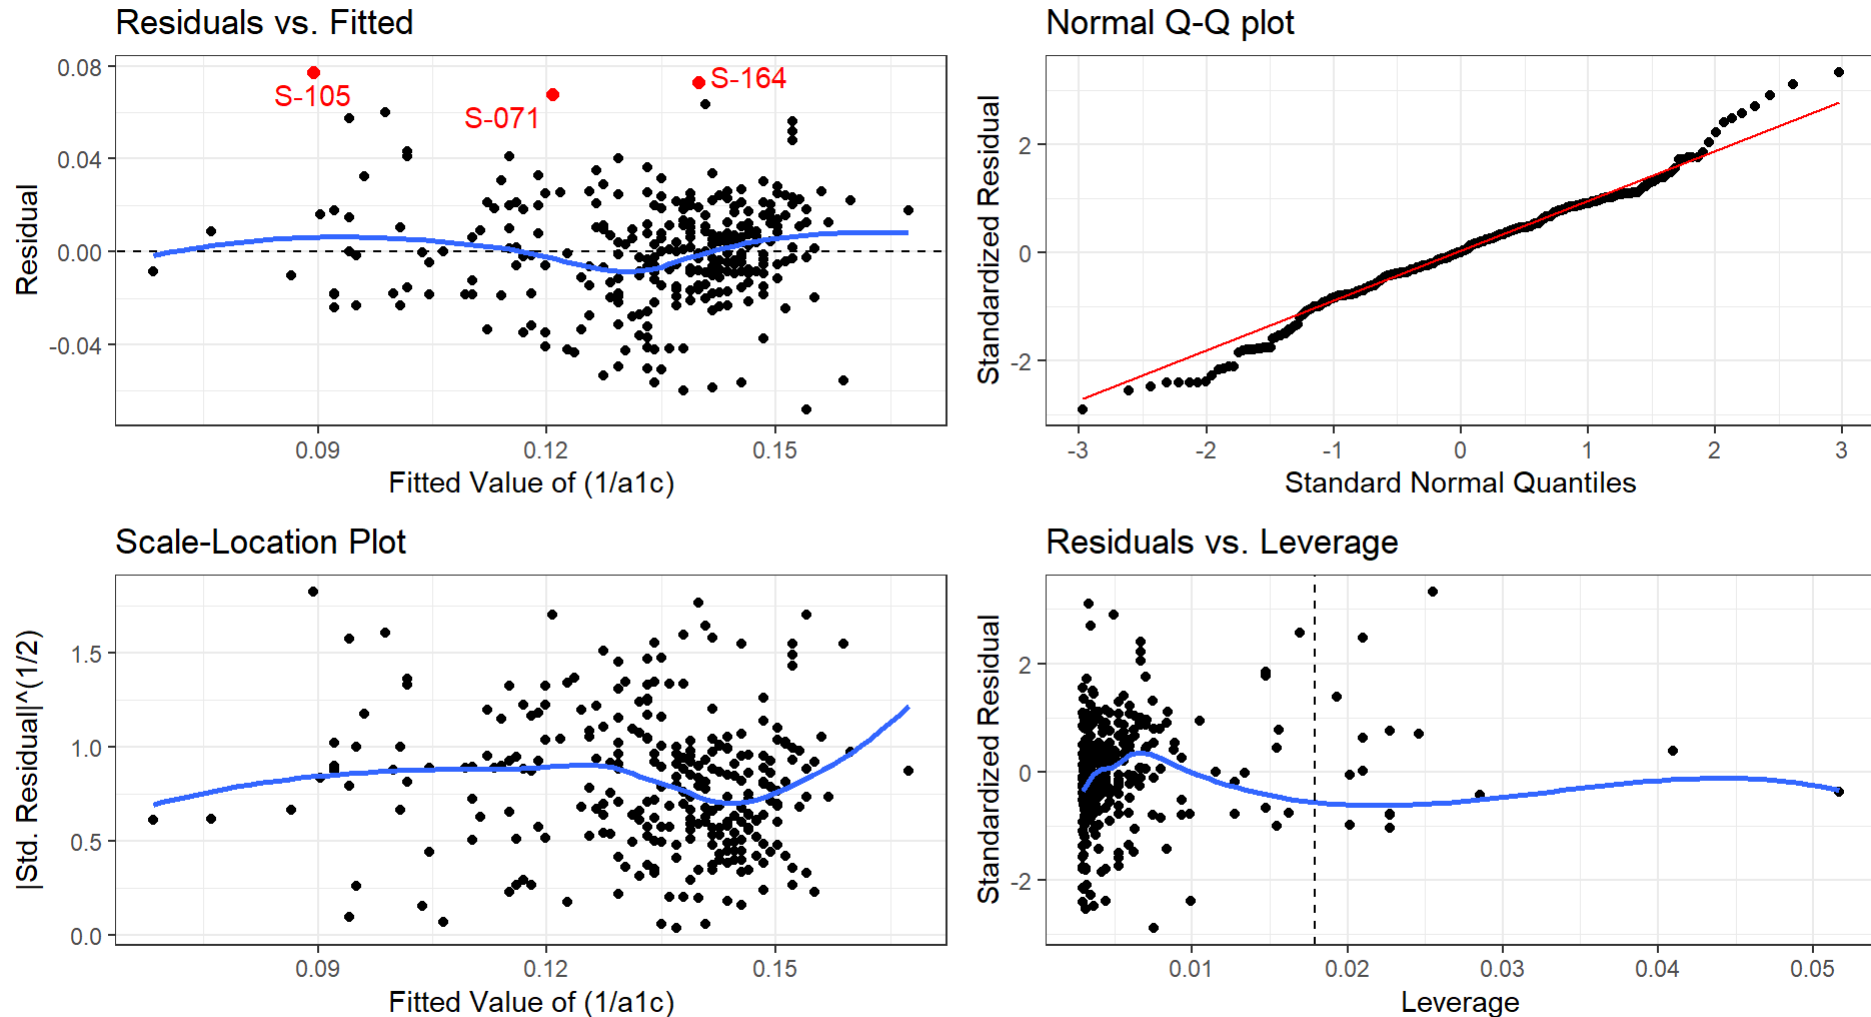 Residuals vs. Fitted
0.08
0.04
0.00
-0.04
Residual
S-105
S-071
S-164
0.09 0.12 0.15
Fitted Value of (1/a1c)
Normal Q-Q plot
2
0
-2
Standardized Residual
-3 -2 -1 0 1 2 3
Standard Normal Quantiles
Scale-Location Plot
1.5
1.0
0.5
0.0
|Std. Residual|^(1/2)
0.09 0.12 0.15
Fitted Value of (1/a1c)
Residuals vs. Leverage
2
0
-2
Standardized Residual
0.01 0.02 0.03 0.04 0.05
Leverage